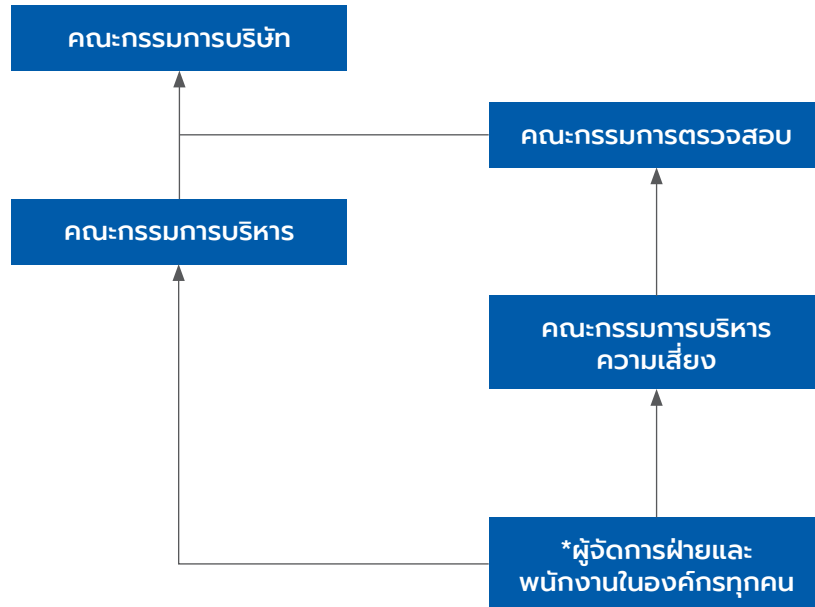 คณะกรรมการบริษัท
คณะกรรมการตรวจสอบ
คณะกรรมการบริหาร
คณะกรรมการบริหาร
ความเสี่ยง
*ผู้จัดการฝ่ายและ
พนักงานในองค์กรทุกคน